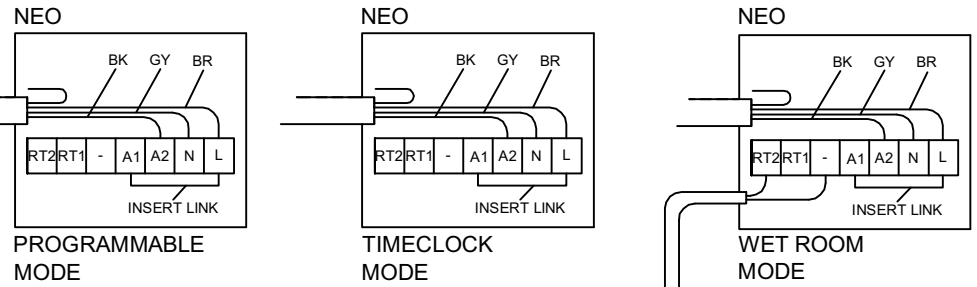 NEO
BK GY BR
RT2 RT1 - A1 A2 N L
INSERT LINK
PROGRAMMABLE
MODE
NEO
BK GY BR
RT2 RT1 - A1 A2 N L
INSERT LINK
TIMECLOCK
MODE
NEO
BK GY BR
RT2 RT1 - A1 A2 N L
INSERT LINK
WET ROOM
MODE